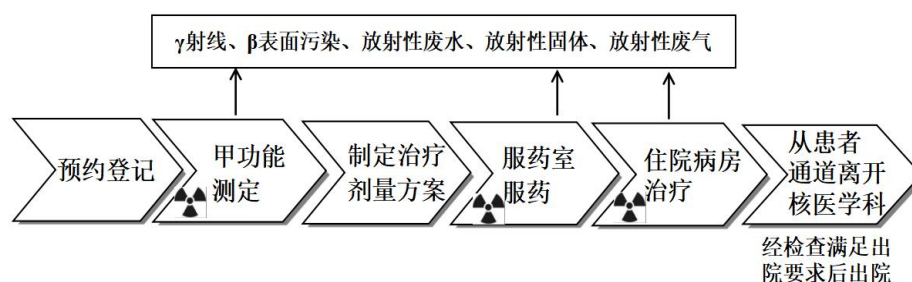 γ射线、β表面污染、放射性废水、放射性固体、放射性废气
预约登记
甲功能
测定
制定治疗
剂量方案
服药室
服药
住院病房
治疗
从患者
通道离开
核医学科
经检查满足出
院要求后出院